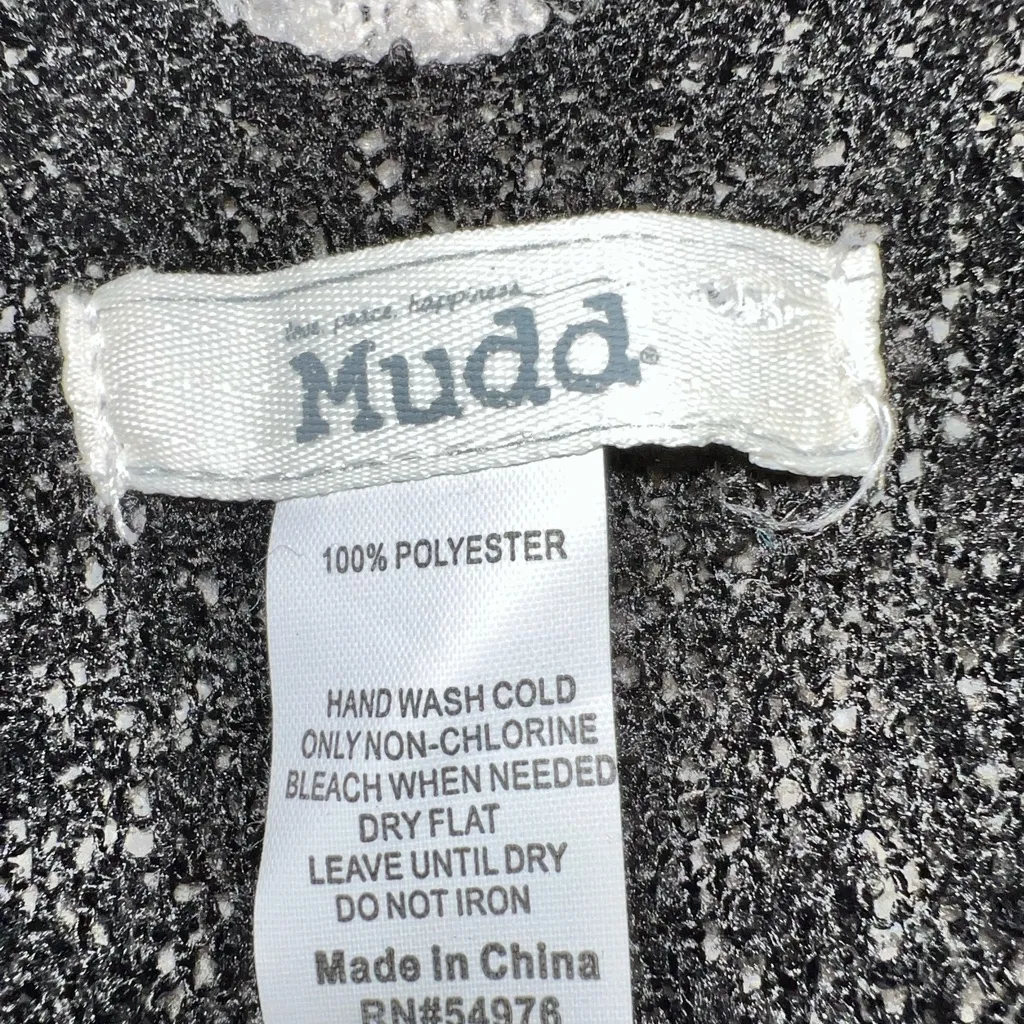 love. peace. happiness
Mudd®
100% POLYESTER
HAND WASH COLD
ONLY NON-CHLORINE
BLEACH WHEN NEEDED
DRY FLAT
LEAVE UNTIL DRY
DO NOT IRON
Made In China
RN#54976